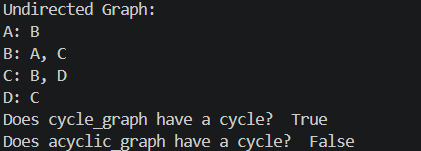 Undirected Graph:
A: B
B: A, C
C: B, D
D: C
Does cycle_graph have a cycle?  True
Does acyclic_graph have a cycle?  False